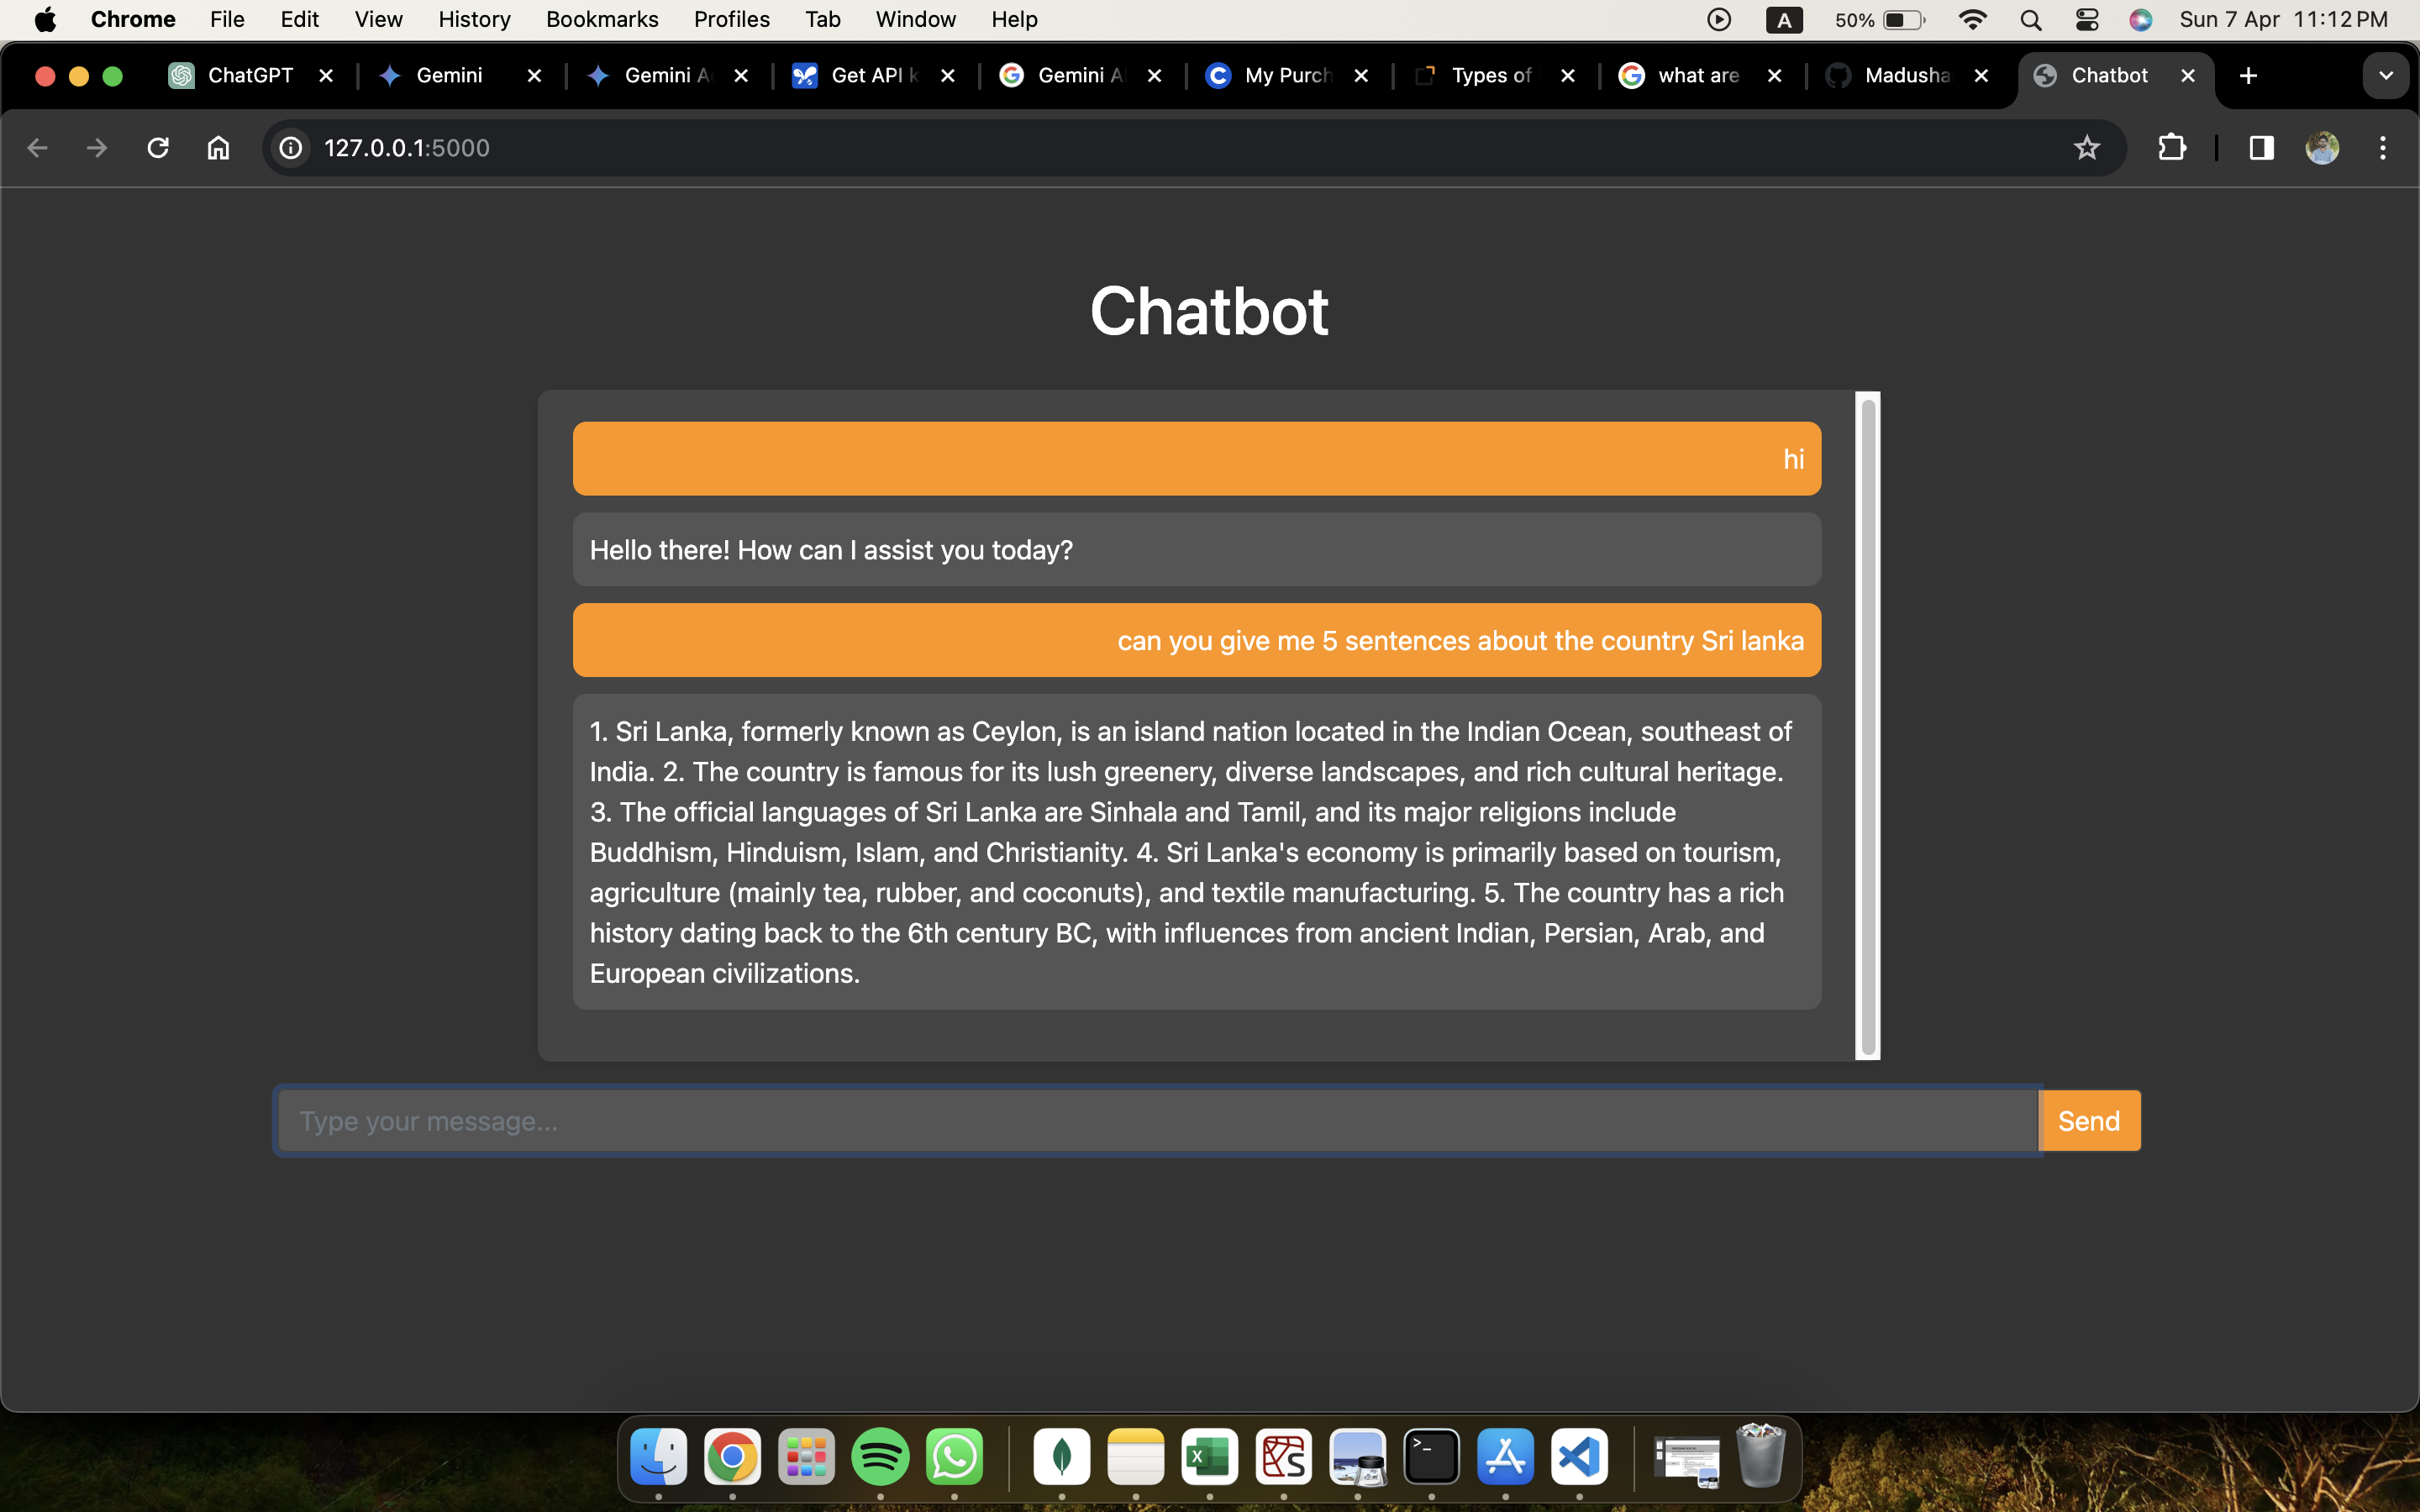 Chrome File Edit View History Bookmarks Profiles Tab Window Help A 50% Sun 7 Apr 11:12 PM
ChatGPT Gemini Gemini A Get API k Gemini A My Purch Types of what are Madusha Chatbot
127.0.0.1:5000
Chatbot
hi
Hello there! How can I assist you today?
can you give me 5 sentences about the country Sri lanka
1. Sri Lanka, formerly known as Ceylon, is an island nation located in the Indian Ocean, southeast of
India. 2. The country is famous for its lush greenery, diverse landscapes, and rich cultural heritage.
3. The official languages of Sri Lanka are Sinhala and Tamil, and its major religions include
Buddhism, Hinduism, Islam, and Christianity. 4. Sri Lanka's economy is primarily based on tourism,
agriculture (mainly tea, rubber, and coconuts), and textile manufacturing. 5. The country has a rich
history dating back to the 6th century BC, with influences from ancient Indian, Persian, Arab, and
European civilizations.
Type your message...
Send